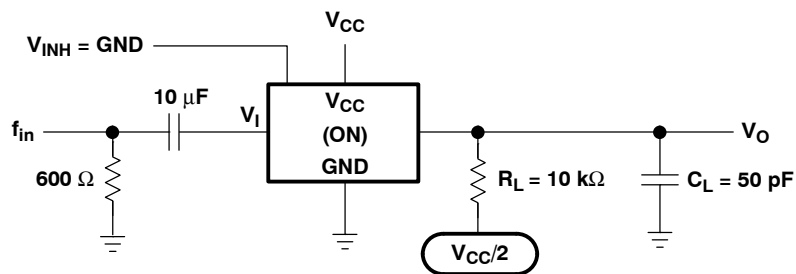 V_CC
V_INH = GND
10 μF
V_I
V_CC
(ON)
GND
f_in
V_O
600 Ω
R_L = 10 kΩ
C_L = 50 pF
V_CC/2